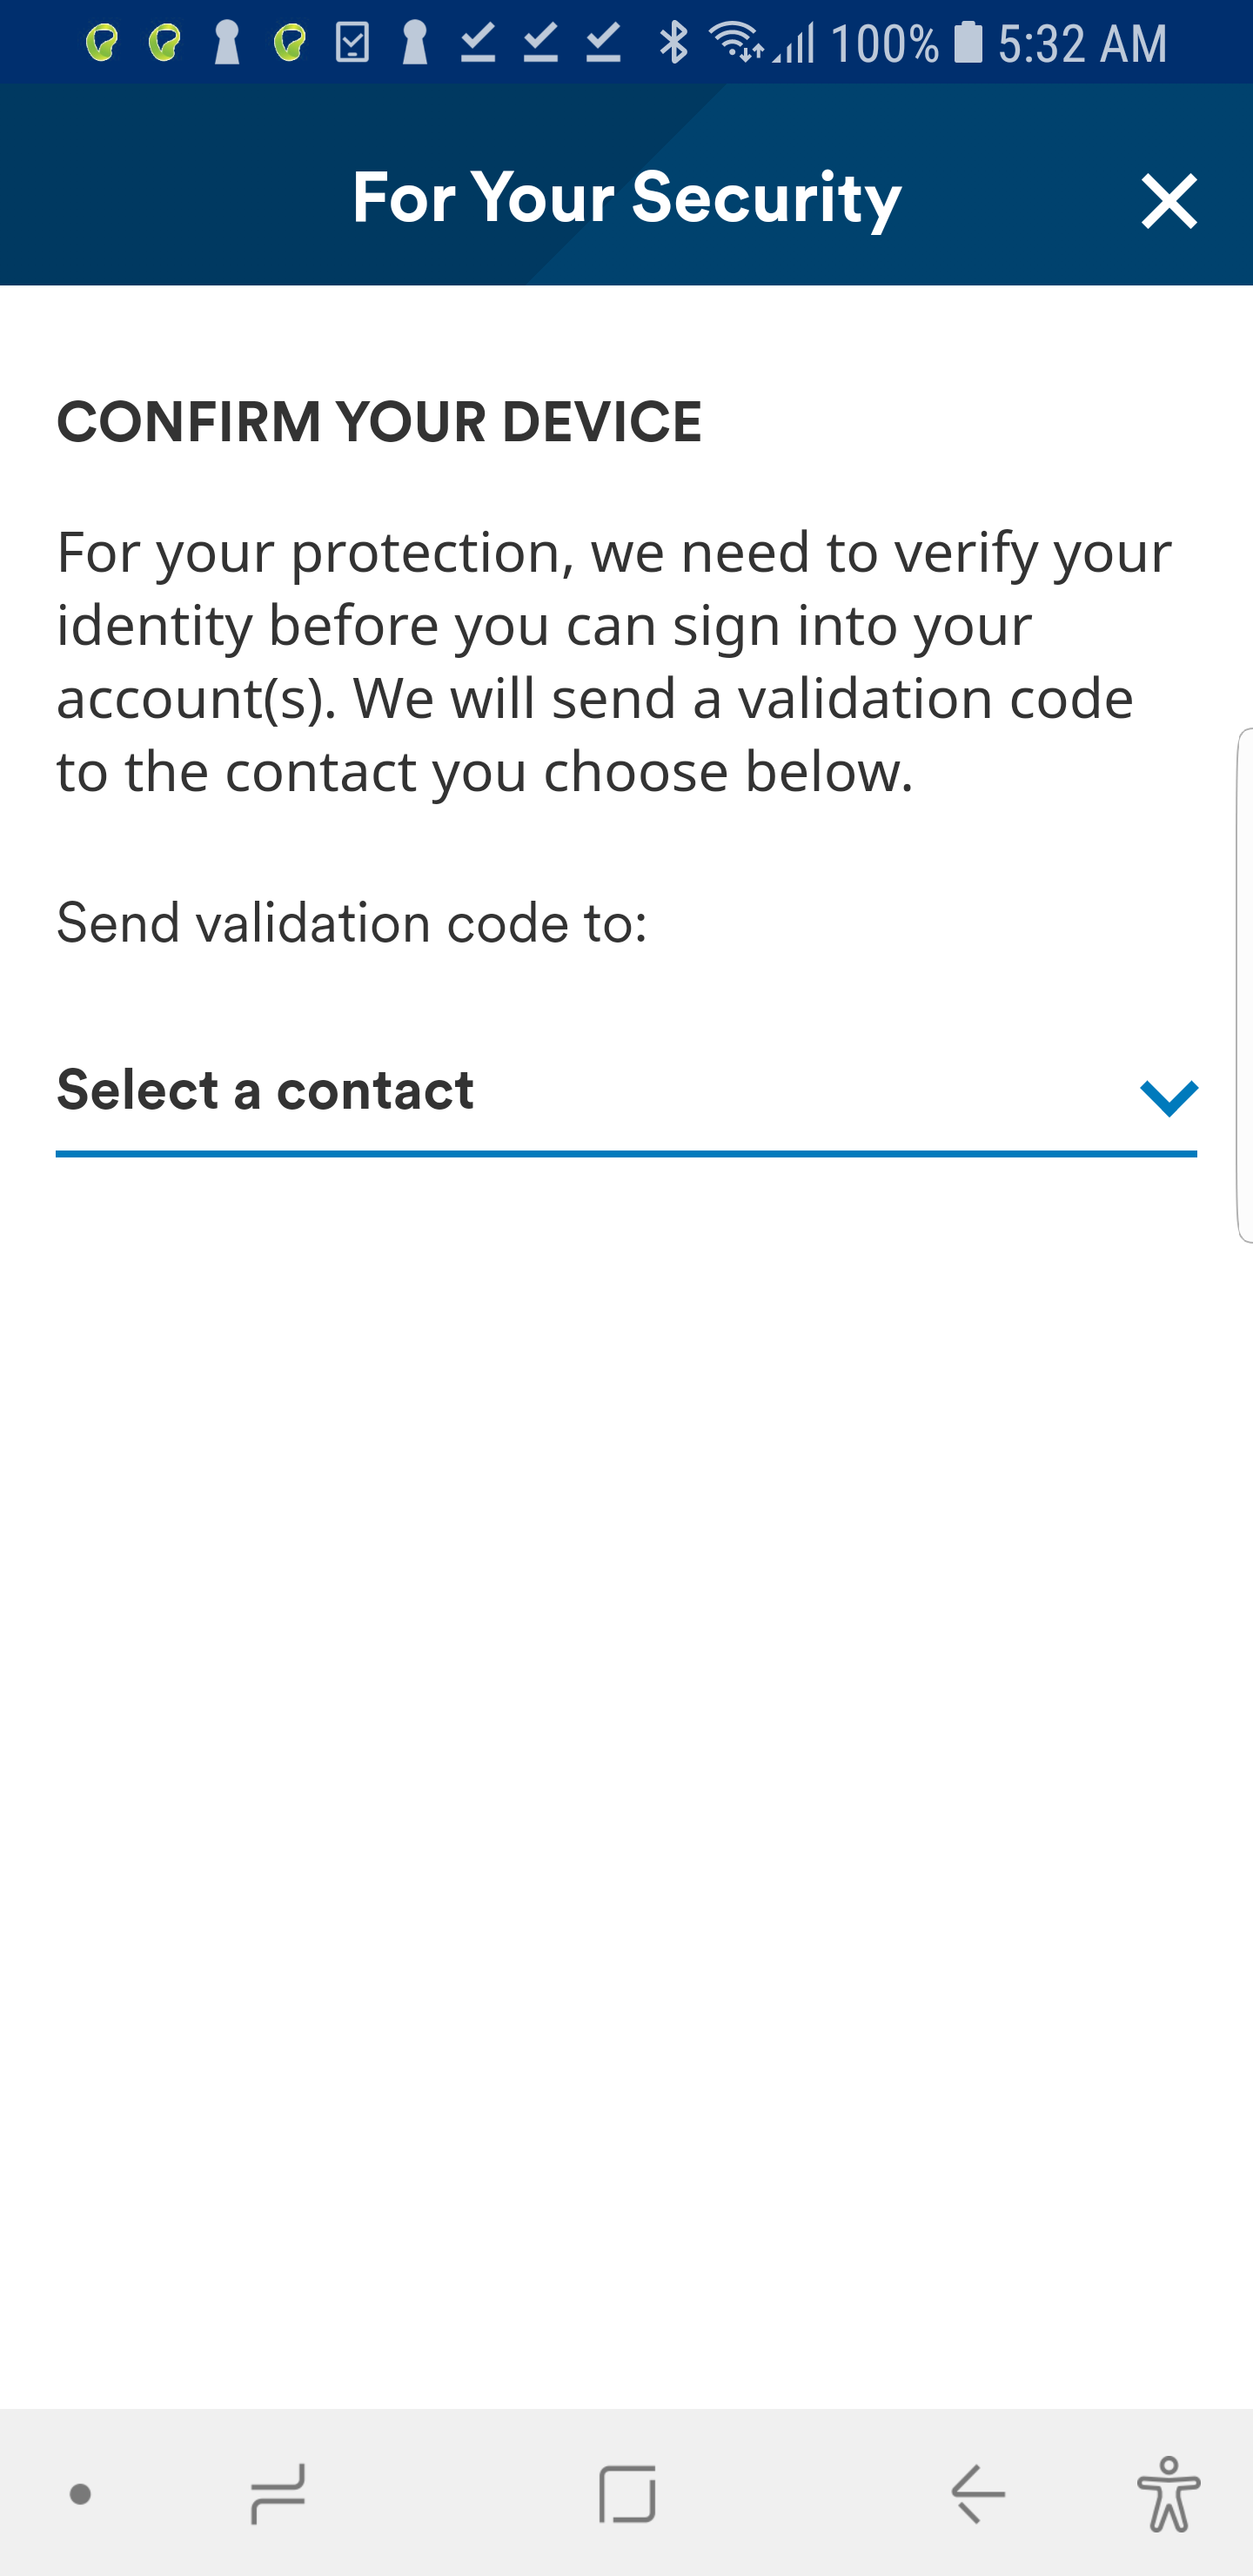 100% 5:32 AM
For Your Security
CONFIRM YOUR DEVICE
For your protection, we need to verify your
identity before you can sign into your
account(s). We will send a validation code
to the contact you choose below.
Send validation code to:
Select a contact